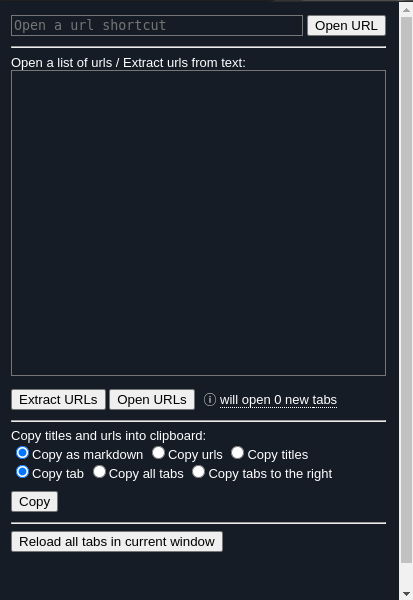 Open a url shortcut Open URL
Open a list of urls / Extract urls from text:
Extract URLs Open URLs ⓘ will open 0 new tabs
Copy titles and urls into clipboard:
Copy as markdown Copy urls Copy titles
Copy tab Copy all tabs Copy tabs to the right
Copy
Reload all tabs in current window